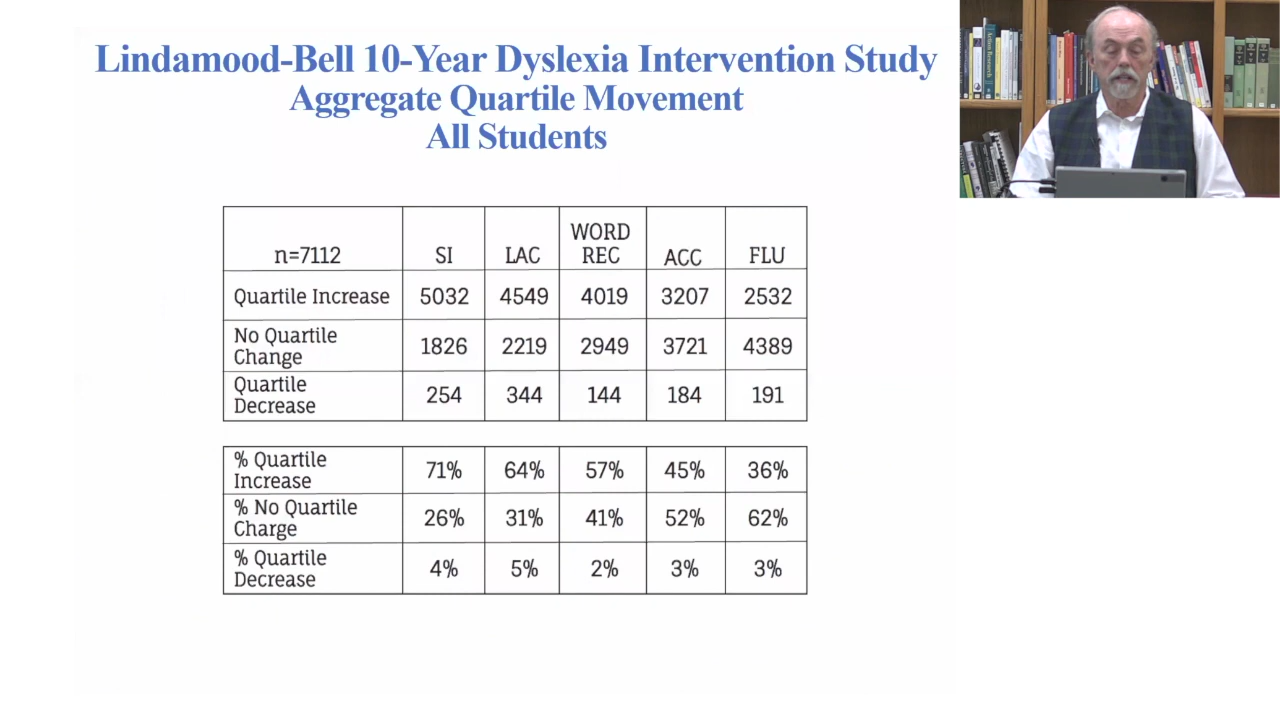 Lindamood-Bell 10-Year Dyslexia Intervention Study
Aggregate Quartile Movement
All Students
n=7112 SI LAC WORD REC ACC FLU
Quartile Increase 5032 4549 4019 3207 2532
No Quartile Change 1826 2219 2949 3721 4389
Quartile Decrease 254 344 144 184 191
% Quartile Increase 71% 64% 57% 45% 36%
% No Quartile Charge 26% 31% 41% 52% 62%
% Quartile Decrease 4% 5% 2% 3% 3%